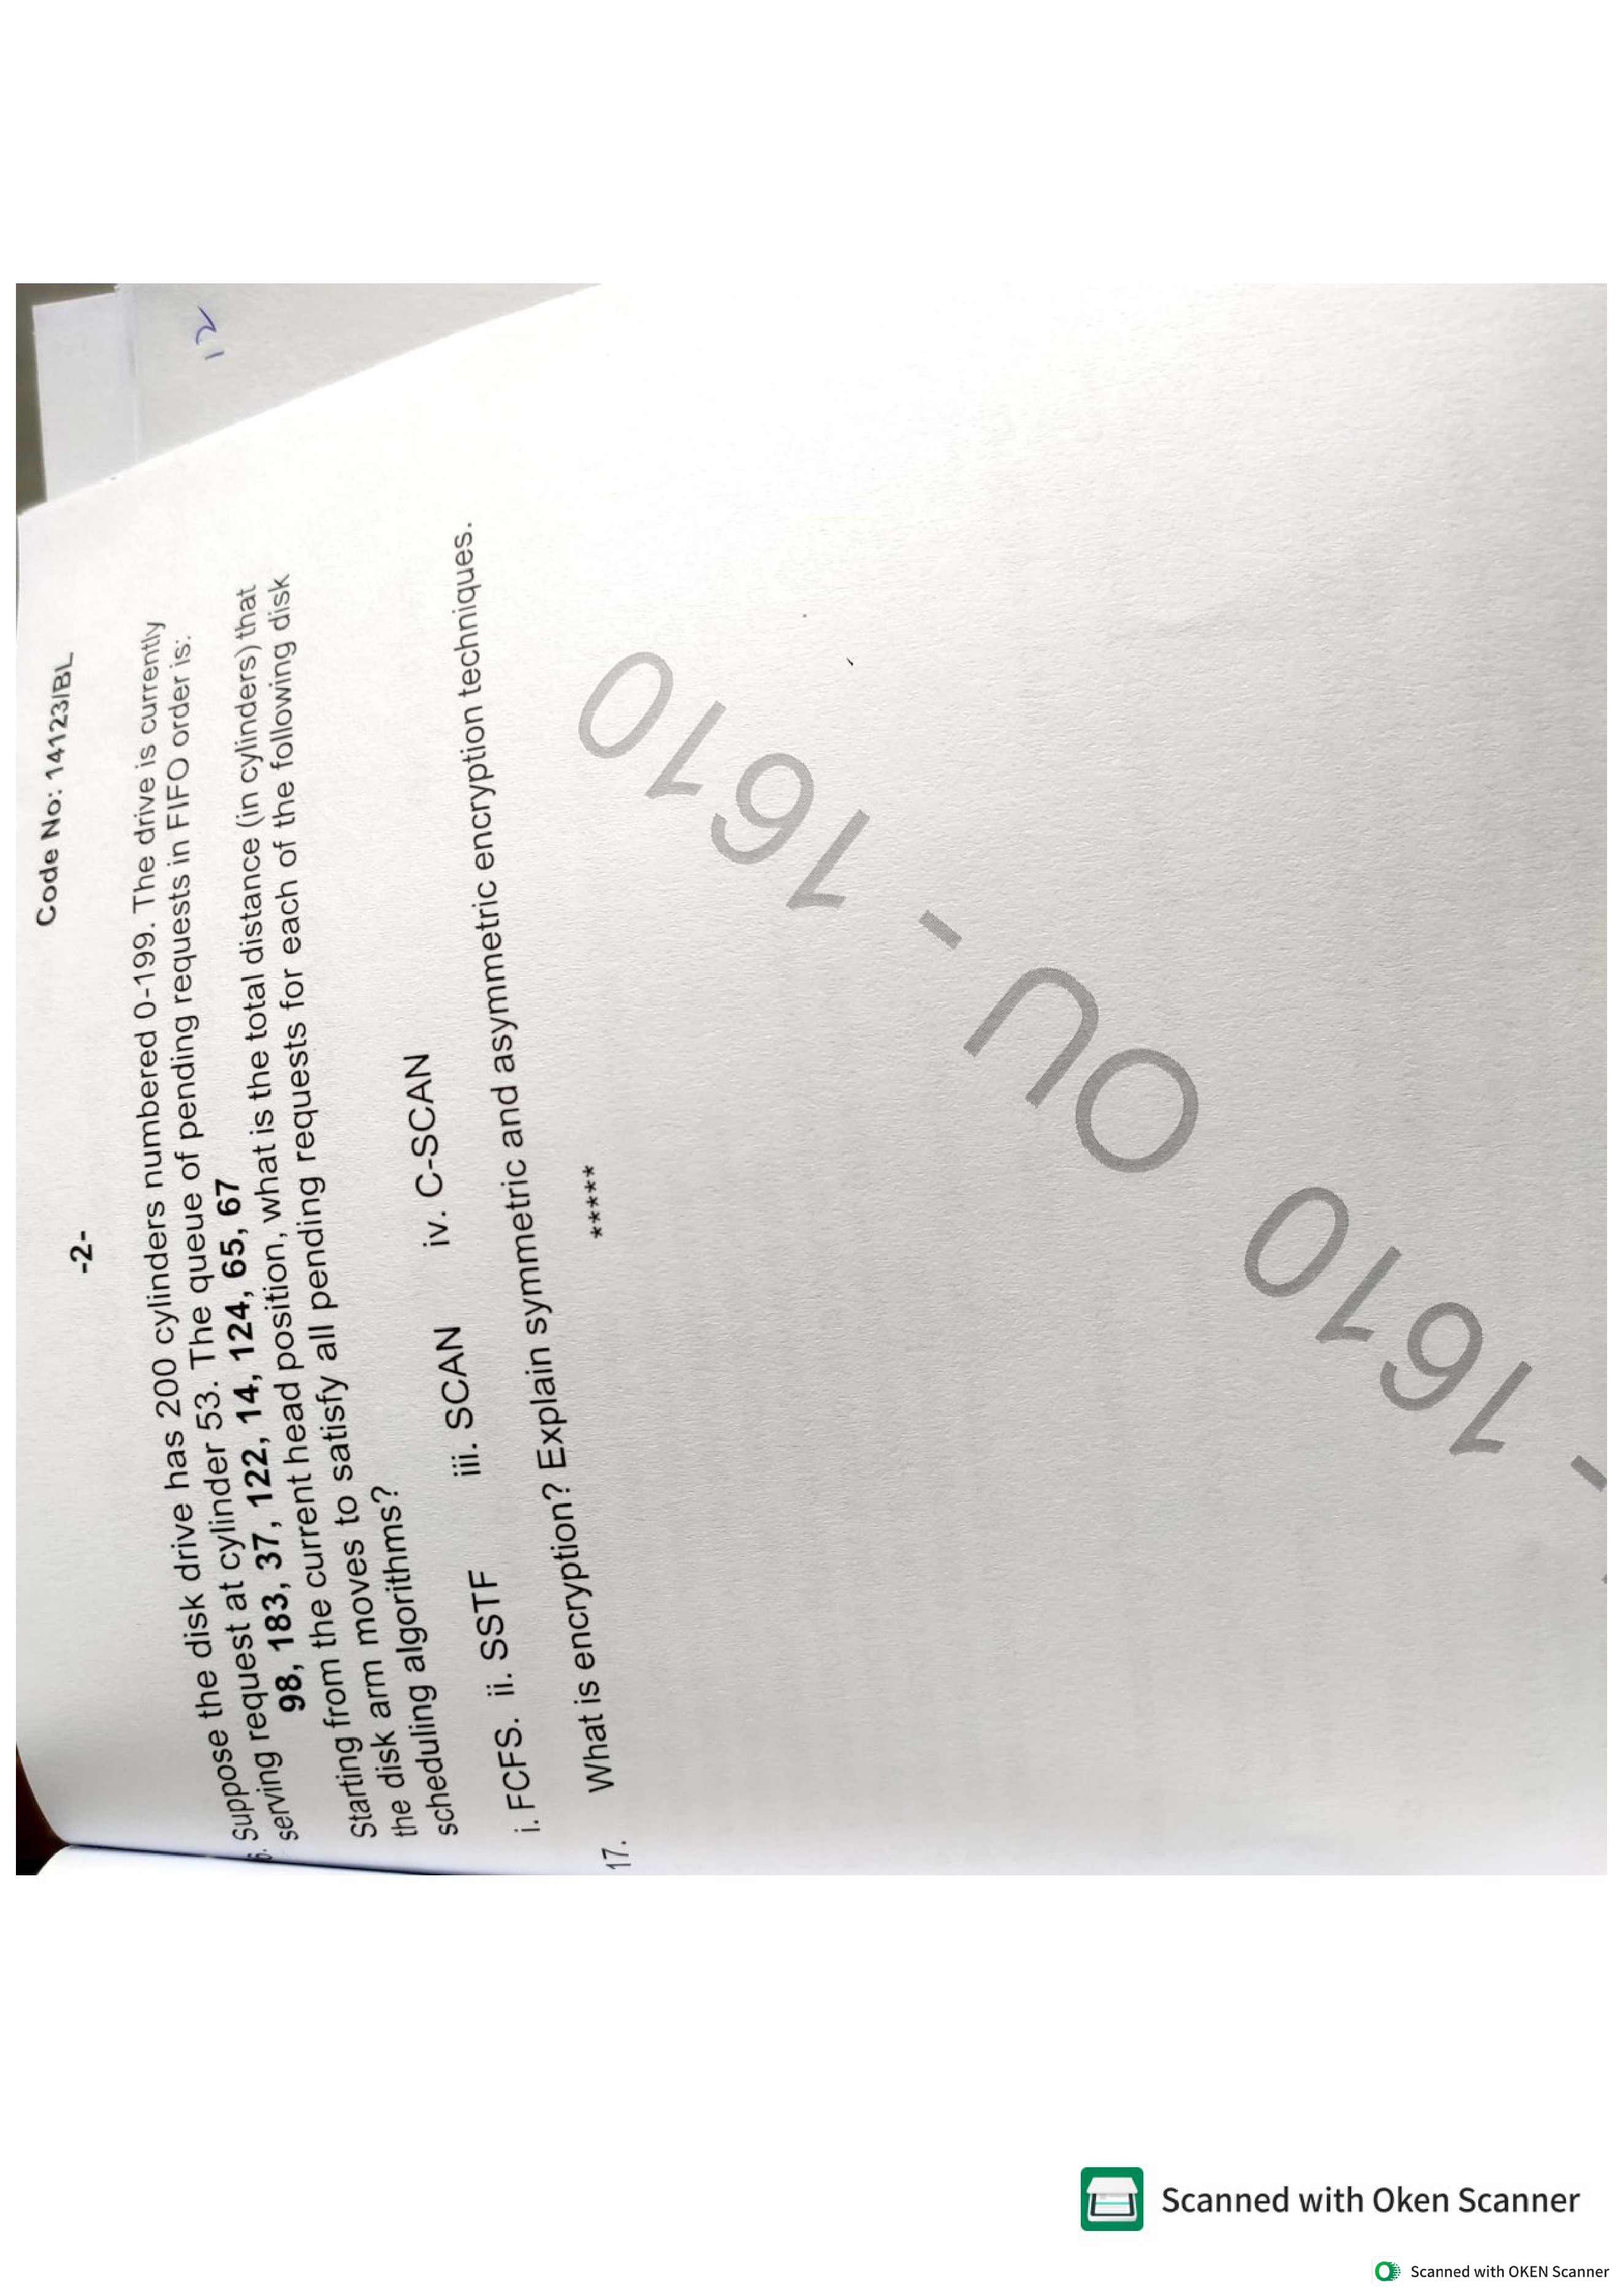 Code No: 14123/BL
-2-
12
6. Suppose the disk drive has 200 cylinders numbered 0-199. The drive is currently
serving request at cylinder 53. The queue of pending requests in FIFO order is:
98, 183, 37, 122, 14, 124, 65, 67
Starting from the current head position, what is the total distance (in cylinders) that
the disk arm moves to satisfy all pending requests for each of the following disk
scheduling algorithms?
i. FCFS. ii. SSTF iii. SCAN iv. C-SCAN
17. What is encryption? Explain symmetric and asymmetric encryption techniques.
*****
- 1610 OU - 1610
Scanned with Oken Scanner
Scanned with OKEN Scanner